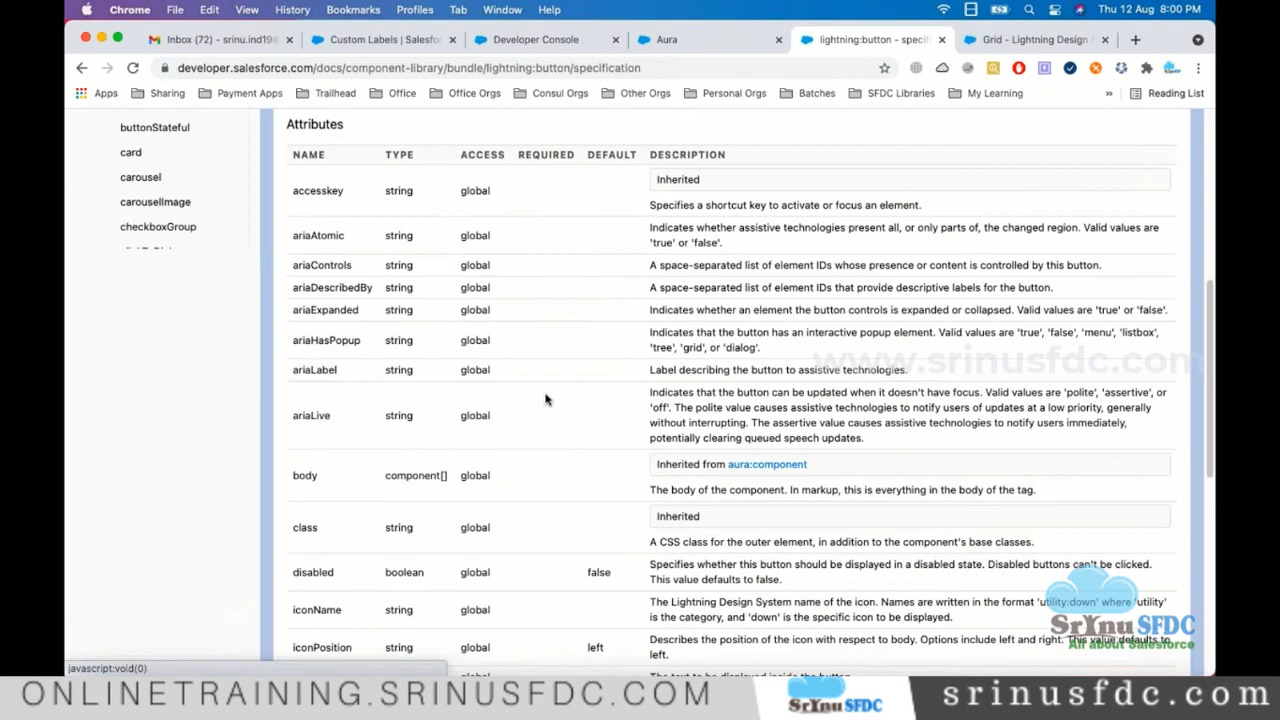 Chrome File Edit View History Bookmarks Profiles Tab Window Help Thu 12 Aug 8:00 PM
Inbox (72) - srinu.ind19@ Custom Labels | Salesfor Developer Console Aura lightning:button - specifi Grid - Lightning Design S
developer.salesforce.com/docs/component-library/bundle/lightning:button/specification
Apps Sharing Payment Apps Trailhead Office Office Orgs Consul Orgs Other Orgs Personal Orgs Batches SFDC Libraries My Learning » Reading List
buttonStateful
card
carousel
carouselImage
checkboxGroup
Attributes
NAME TYPE ACCESS REQUIRED DEFAULT DESCRIPTION
Inherited
accesskey string global
Specifies a shortcut key to activate or focus an element.
ariaAtomic string global Indicates whether assistive technologies present all, or only parts of, the changed region. Valid values are
'true' or 'false'.
ariaControls string global A space-separated list of element IDs whose presence or content is controlled by this button.
ariaDescribedBy string global A space-separated list of element IDs that provide descriptive labels for the button.
ariaExpanded string global Indicates whether an element the button controls is expanded or collapsed. Valid values are 'true' or 'false'.
ariaHasPopup string global Indicates that the button has an interactive popup element. Valid values are 'true', 'false', 'menu', 'listbox',
'tree', 'grid', or 'dialog'.
www.srinusfdc.com
ariaLabel string global Label describing the button to assistive technologies.
ariaLive string global Indicates that the button can be updated when it doesn't have focus. Valid values are 'polite', 'assertive', or
'off'. The polite value causes assistive technologies to notify users of updates at a low priority, generally
without interrupting. The assertive value causes assistive technologies to notify users immediately,
potentially clearing queued speech updates.
Inherited from aura:component
body component[] global
The body of the component. In markup, this is everything in the body of the tag.
Inherited
class string global
A CSS class for the outer element, in addition to the component's base classes.
disabled boolean global false Specifies whether this button should be displayed in a disabled state. Disabled buttons can't be clicked.
This value defaults to false.
iconName string global The Lightning Design System name of the icon. Names are written in the format 'utility:down' where 'utility'
is the category, and 'down' is the specific icon to be displayed.
iconPosition string global left Describes the position of the icon with respect to body. Options include left and right. This value defaults to
left.
SrYnu SFDC
All about Salesforce
javascript:void(0)
ONLINETRAINING.SRINUSFDC.COM
SrYnu SFDC
srinusfdc.com